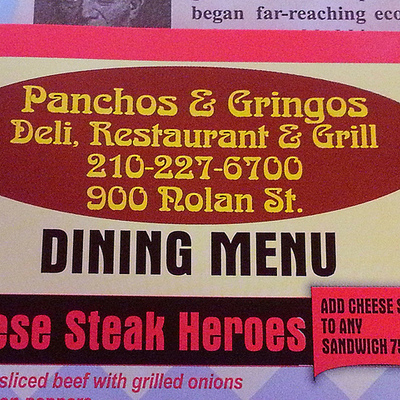 began far-reaching eco
Panchos & Gringos
Deli, Restaurant & Grill
210-227-6700
900 Nolan St.
DINING MENU
ese Steak Heroes
ADD CHEESE S
TO ANY
SANDWICH 75
sliced beef with grilled onions